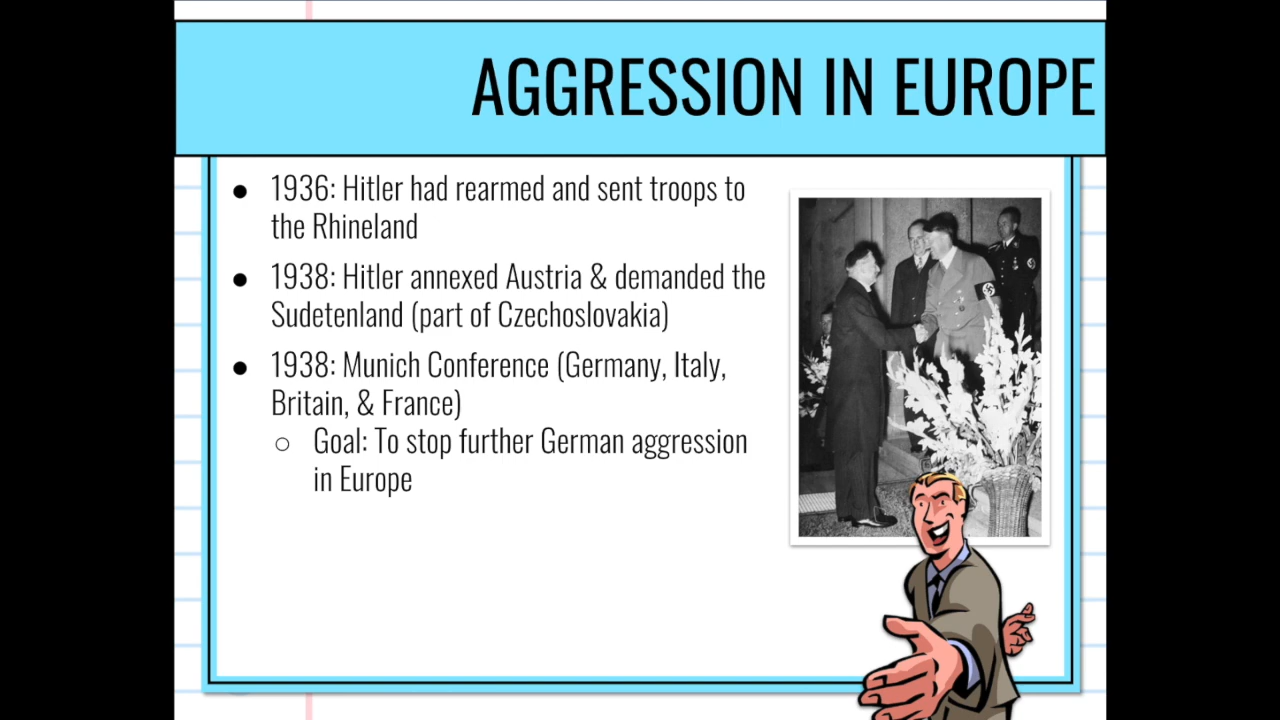 AGGRESSION IN EUROPE
● 1936: Hitler had rearmed and sent troops to
the Rhineland
● 1938: Hitler annexed Austria & demanded the
Sudetenland (part of Czechoslovakia)
● 1938: Munich Conference (Germany, Italy,
Britain, & France)
○ Goal: To stop further German aggression
in Europe